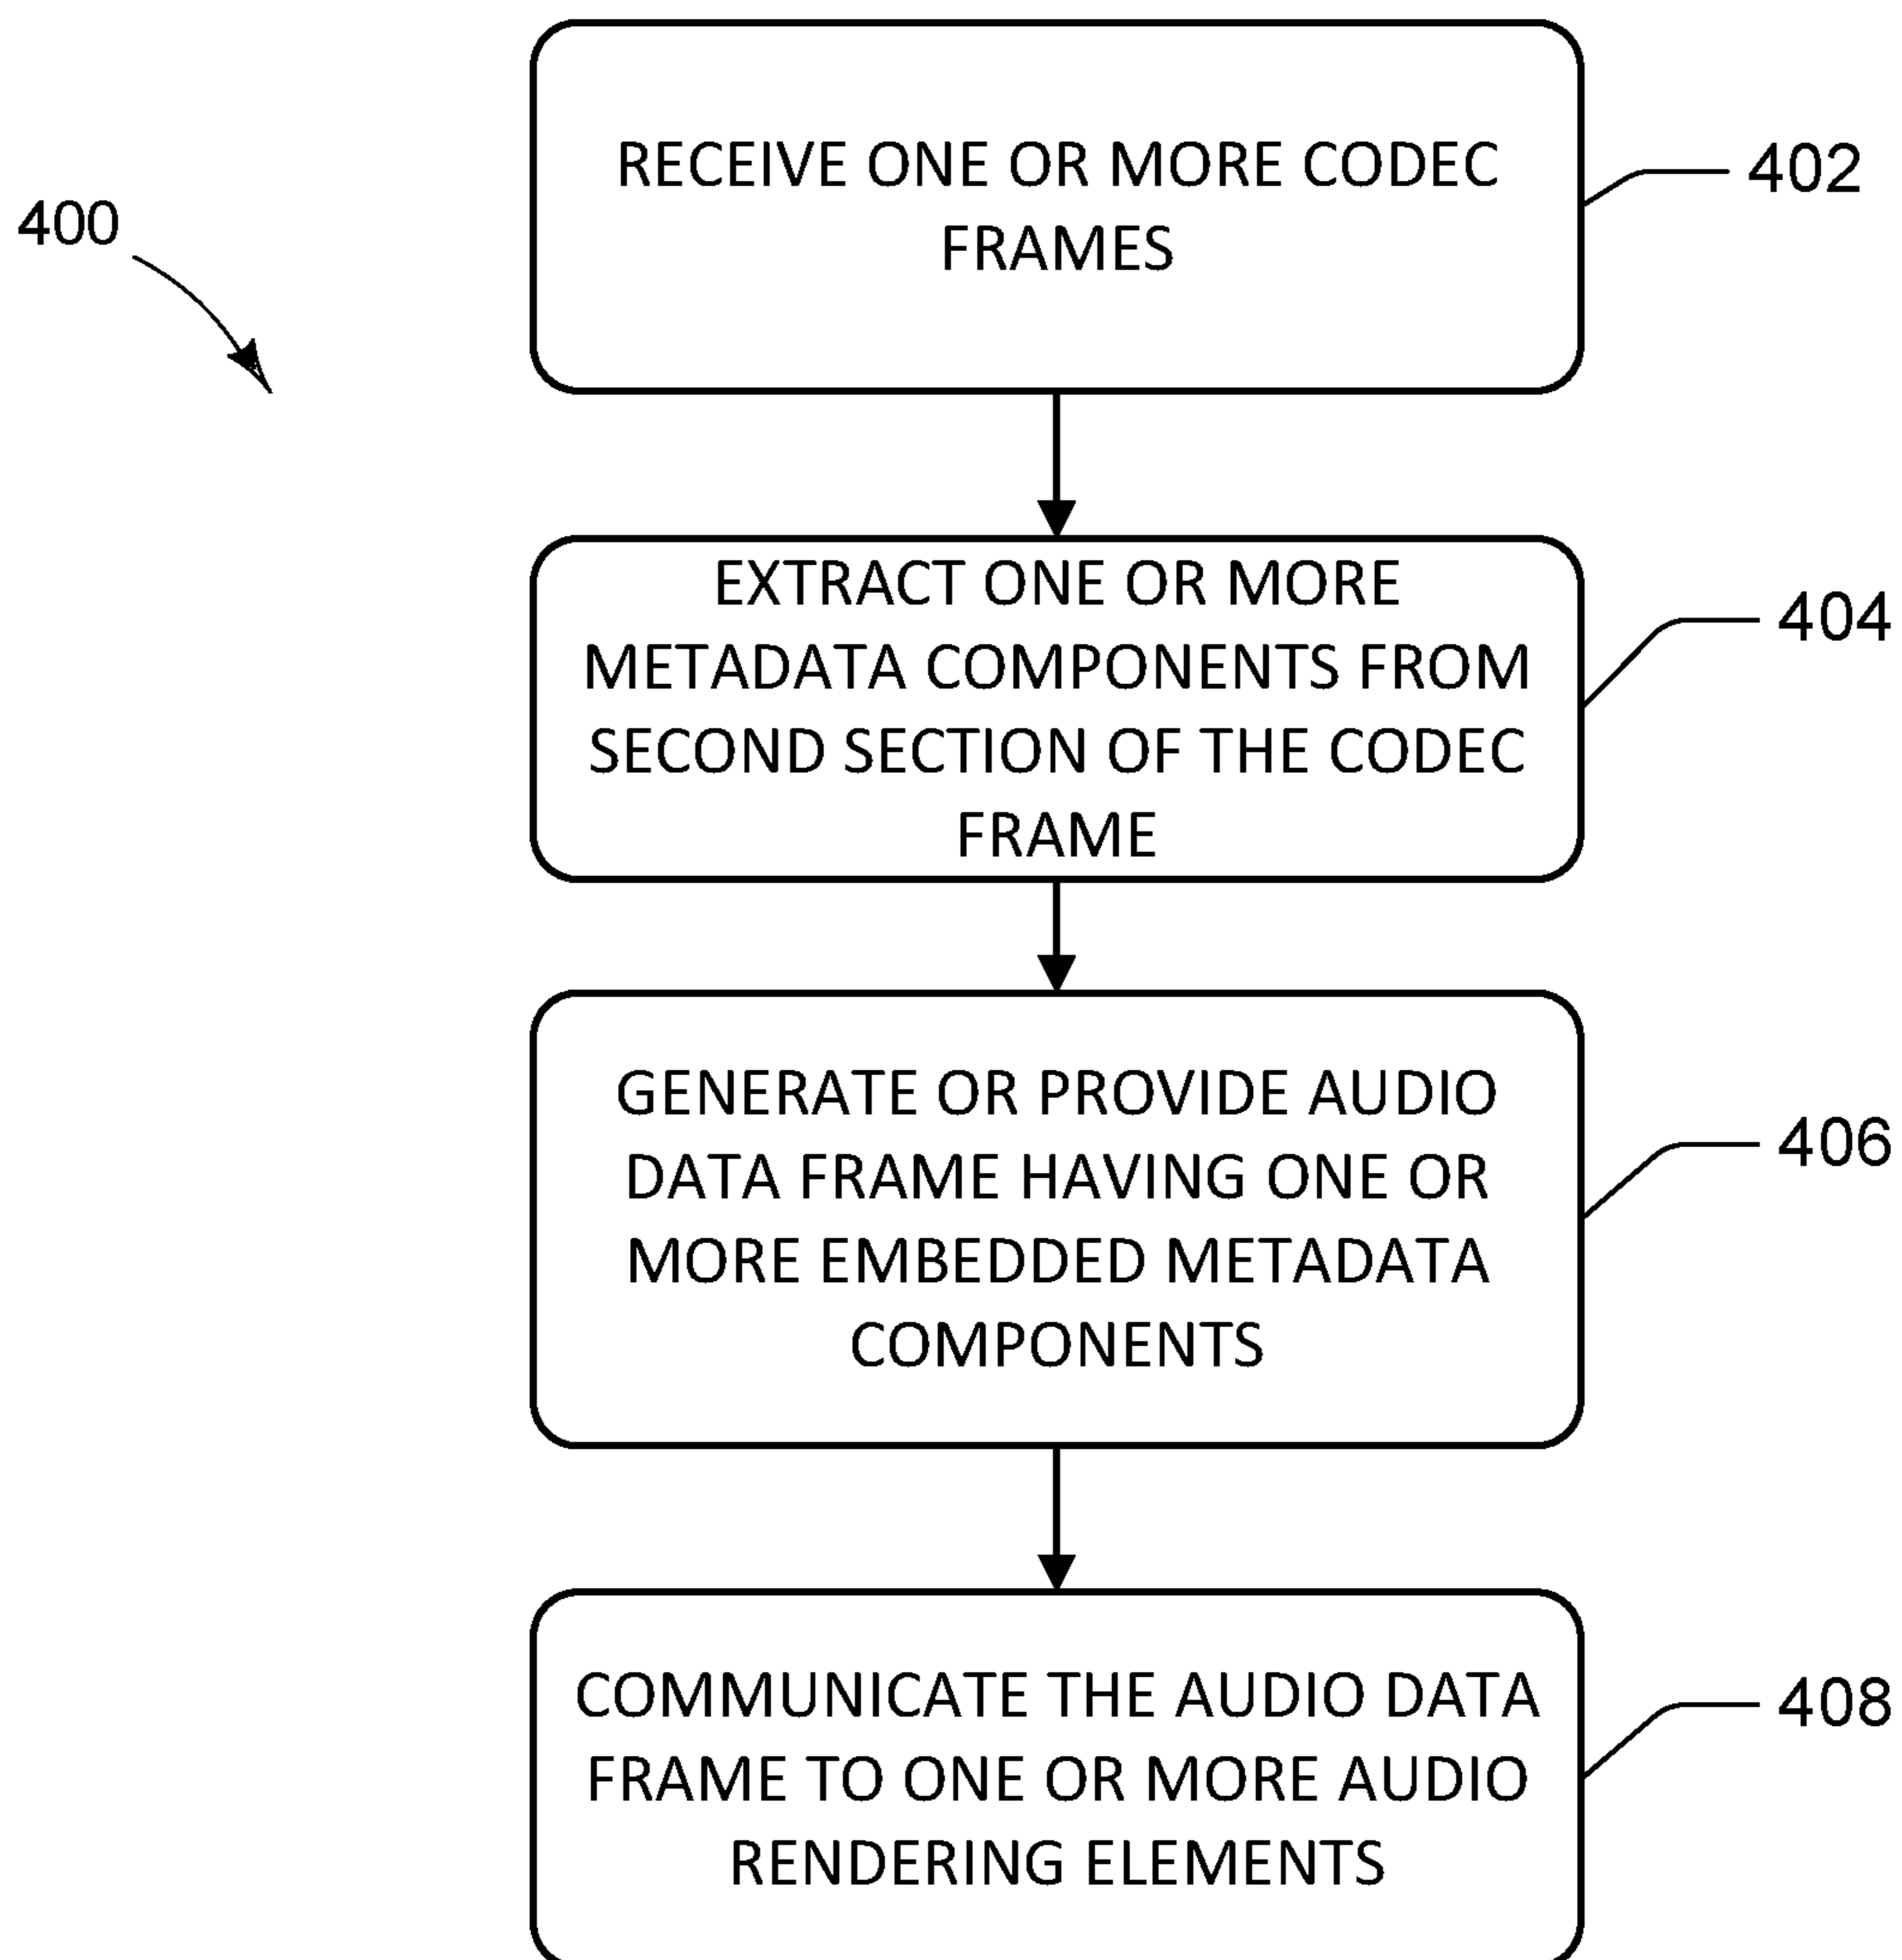 400
RECEIVE ONE OR MORE CODEC
FRAMES
402
EXTRACT ONE OR MORE
METADATA COMPONENTS FROM
SECOND SECTION OF THE CODEC
FRAME
404
GENERATE OR PROVIDE AUDIO
DATA FRAME HAVING ONE OR
MORE EMBEDDED METADATA
COMPONENTS
406
COMMUNICATE THE AUDIO DATA
FRAME TO ONE OR MORE AUDIO
RENDERING ELEMENTS
408